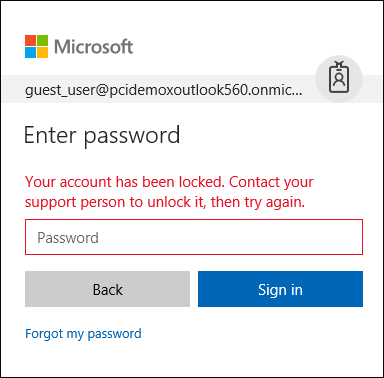 Microsoft
guest_user@pcidemoxoutlook560.onmic...
Enter password
Your account has been locked. Contact your
support person to unlock it, then try again.
Password
Back
Sign in
Forgot my password